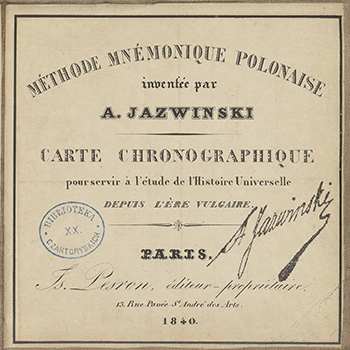 MÉTHODE MNÉMONIQUE POLONAISE
inventée par
A. JAZWINSKI
CARTE CHRONOGRAPHIQUE
pour servir à l'étude de l'Histoire Universelle
DEPUIS L'ÈRE VULGAIRE
BIBLIOTEKA
XX.
CZARTORYSKICH
A. Jazwinski
PARIS.
éditeur-propriétaire,
13. Rue Pavée St André des Arts.
1840.